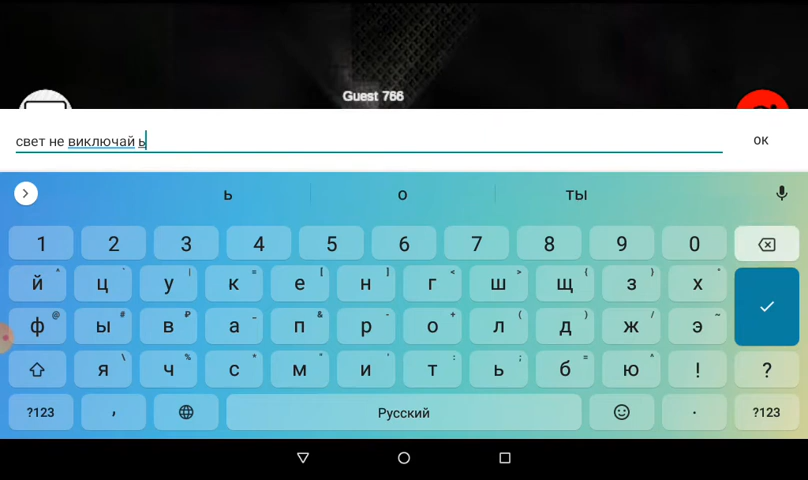 Guest 766
свет не виключай ь
ОК
ь о ты
1 2 3 4 5 6 7 8 9 0
й ^ ц ` у | к = е [ н ] г < ш > щ { з } х °
ф @ ы # в ₽ а _ п & р - о + л ( д ) ж / э ~
я \ ч % с * м " и ' т : ь ; б = ю ^ ! ?
?123 , Русский . ?123